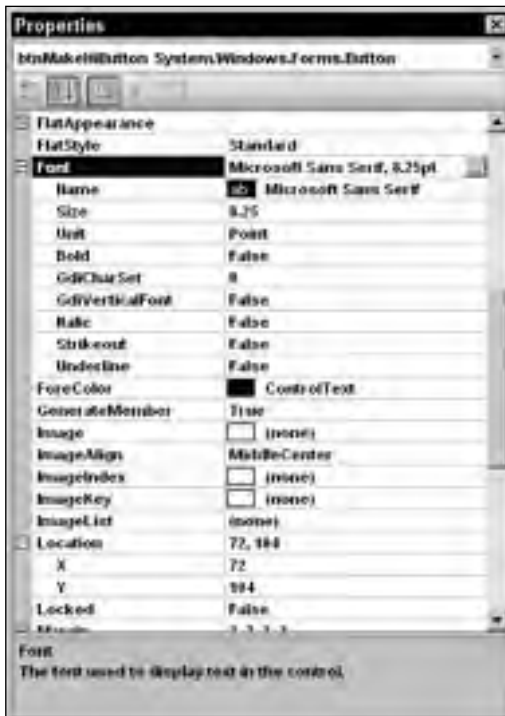 Properties
btnMakeItButton System.Windows.Forms.Button
FlatAppearance
FlatStyle Standard
Font Microsoft Sans Serif, 8.25pt
Name ab Microsoft Sans Serif
Size 8.25
Unit Point
Bold False
GdiCharSet 0
GdiVerticalFont False
Italic False
Strikeout False
Underline False
ForeColor ControlText
GenerateMember True
Image (none)
ImageAlign MiddleCenter
ImageIndex (none)
ImageKey (none)
ImageList (none)
Location 72, 104
X 72
Y 104
Locked False
Font
The font used to display text in the control.